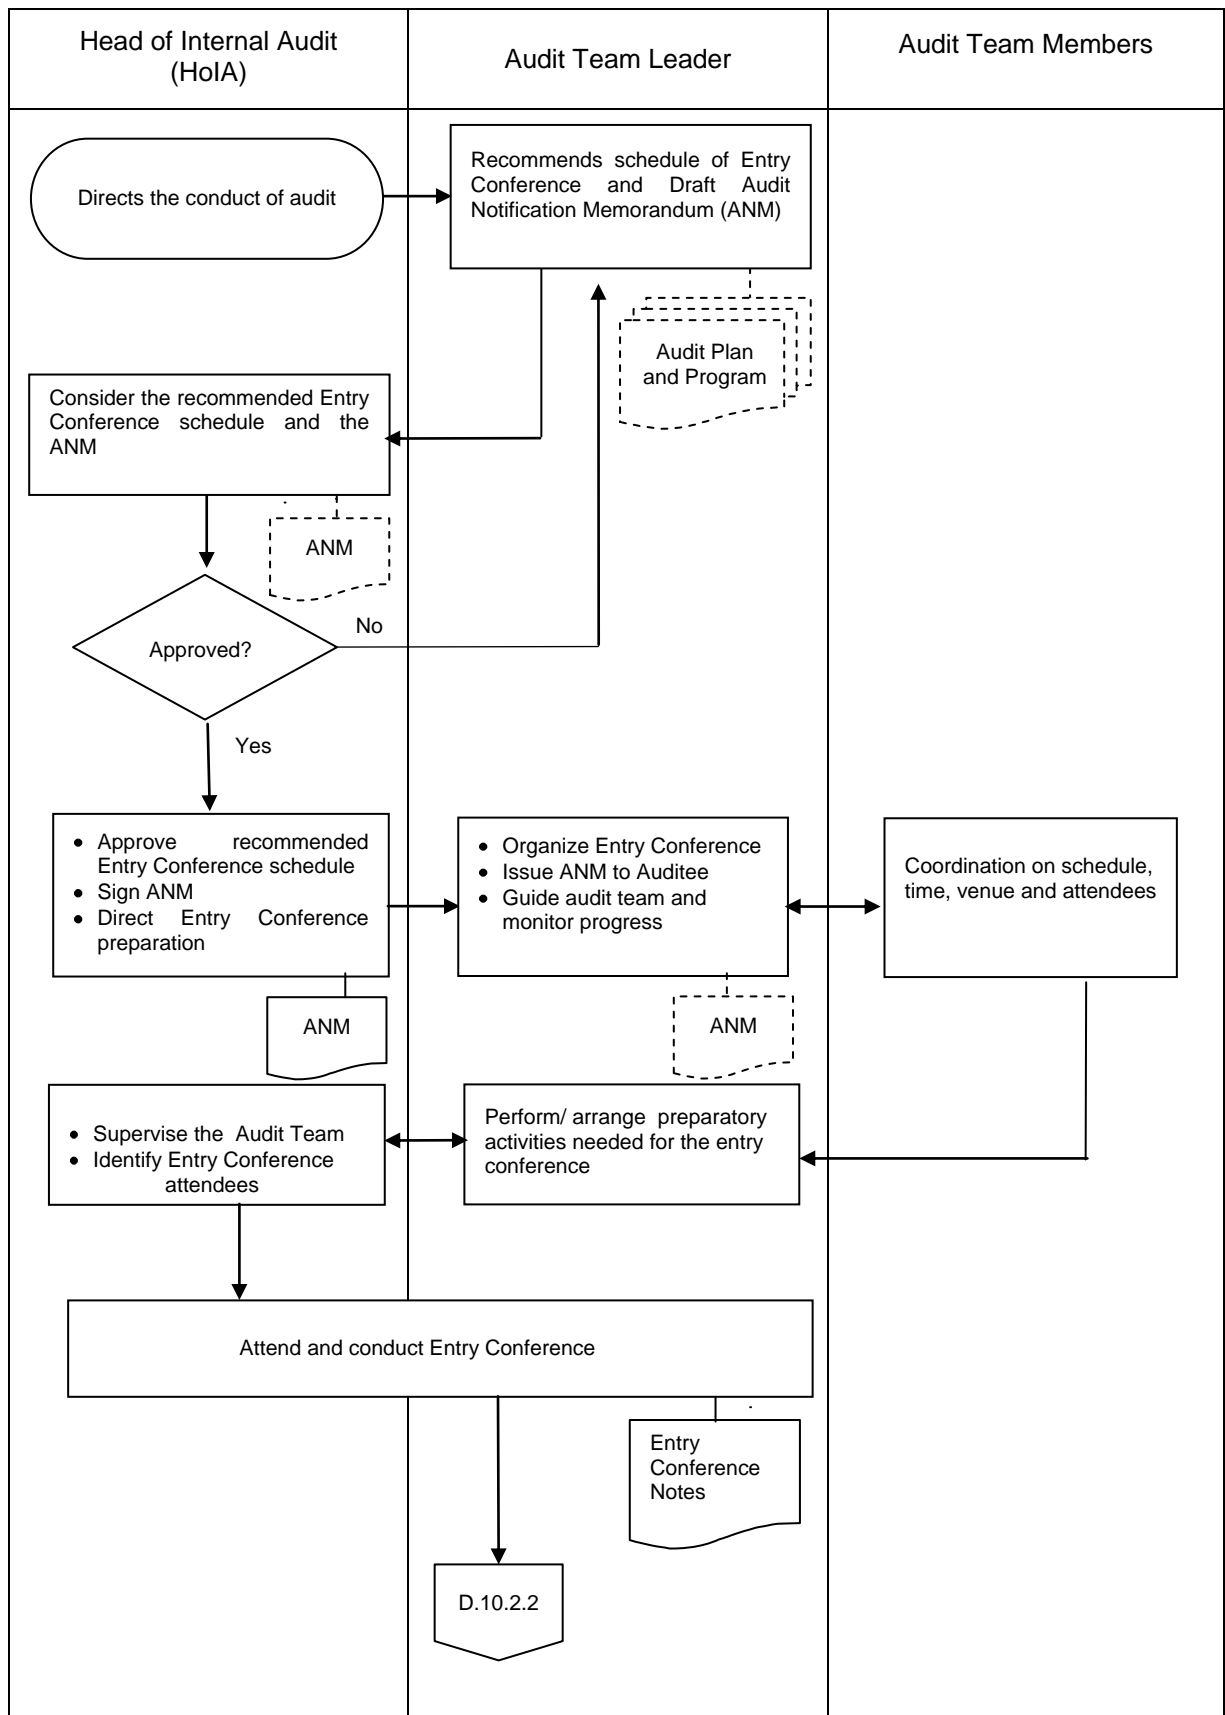 Head of Internal Audit
(HoIA)
Audit Team Leader
Audit Team Members
Directs the conduct of audit
Recommends schedule of Entry
Conference and Draft Audit
Notification Memorandum (ANM)
Audit Plan
and Program
Consider the recommended Entry
Conference schedule and the
ANM
ANM
Approved?
No
Yes
• Approve recommended
Entry Conference schedule
• Sign ANM
• Direct Entry Conference
preparation
ANM
• Organize Entry Conference
• Issue ANM to Auditee
• Guide audit team and
monitor progress
ANM
Coordination on schedule,
time, venue and attendees
• Supervise the Audit Team
• Identify Entry Conference
attendees
Perform/ arrange preparatory
activities needed for the entry
conference
Attend and conduct Entry Conference
Entry
Conference
Notes
D.10.2.2